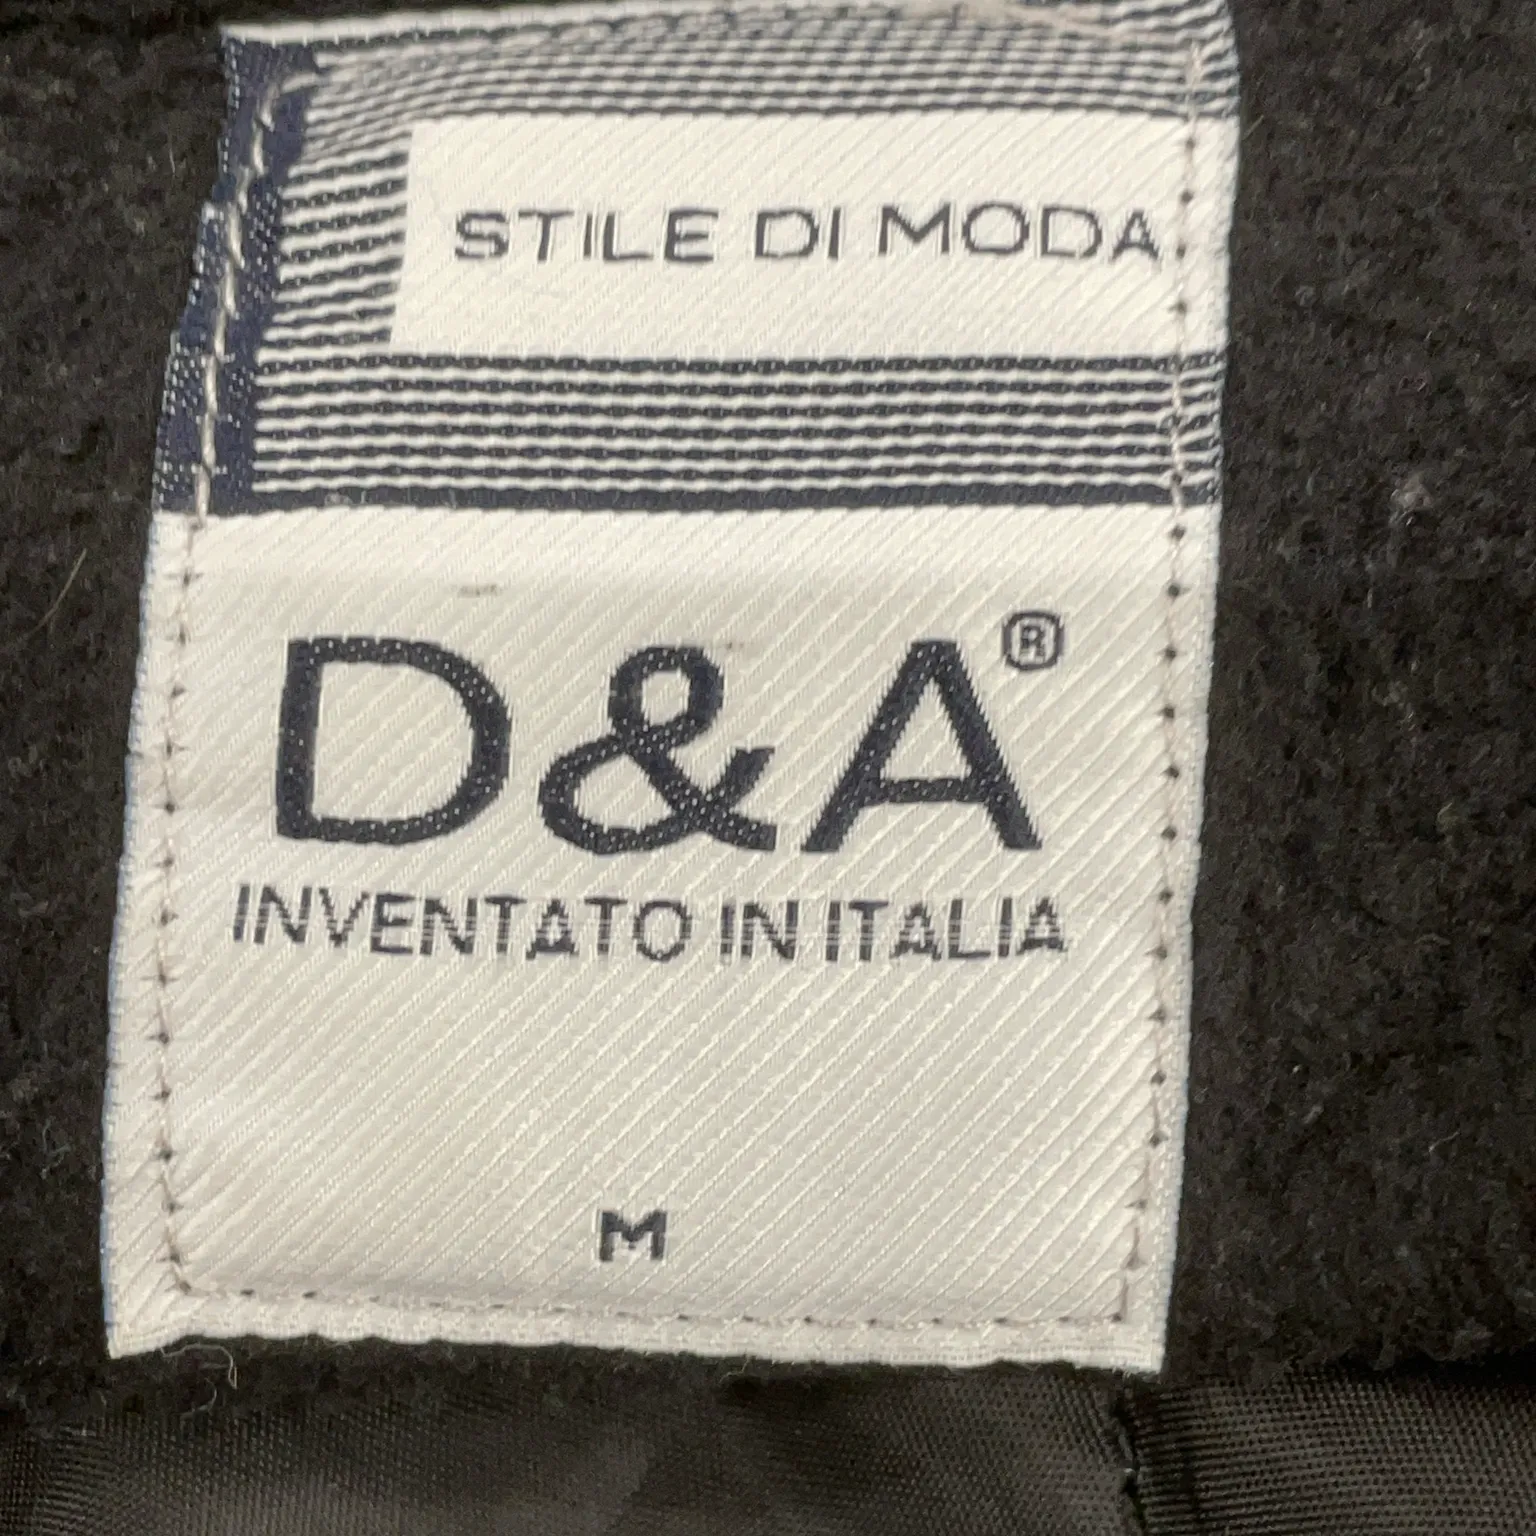 STILE DI MODA
D&A®
INVENTATO IN ITALIA
M